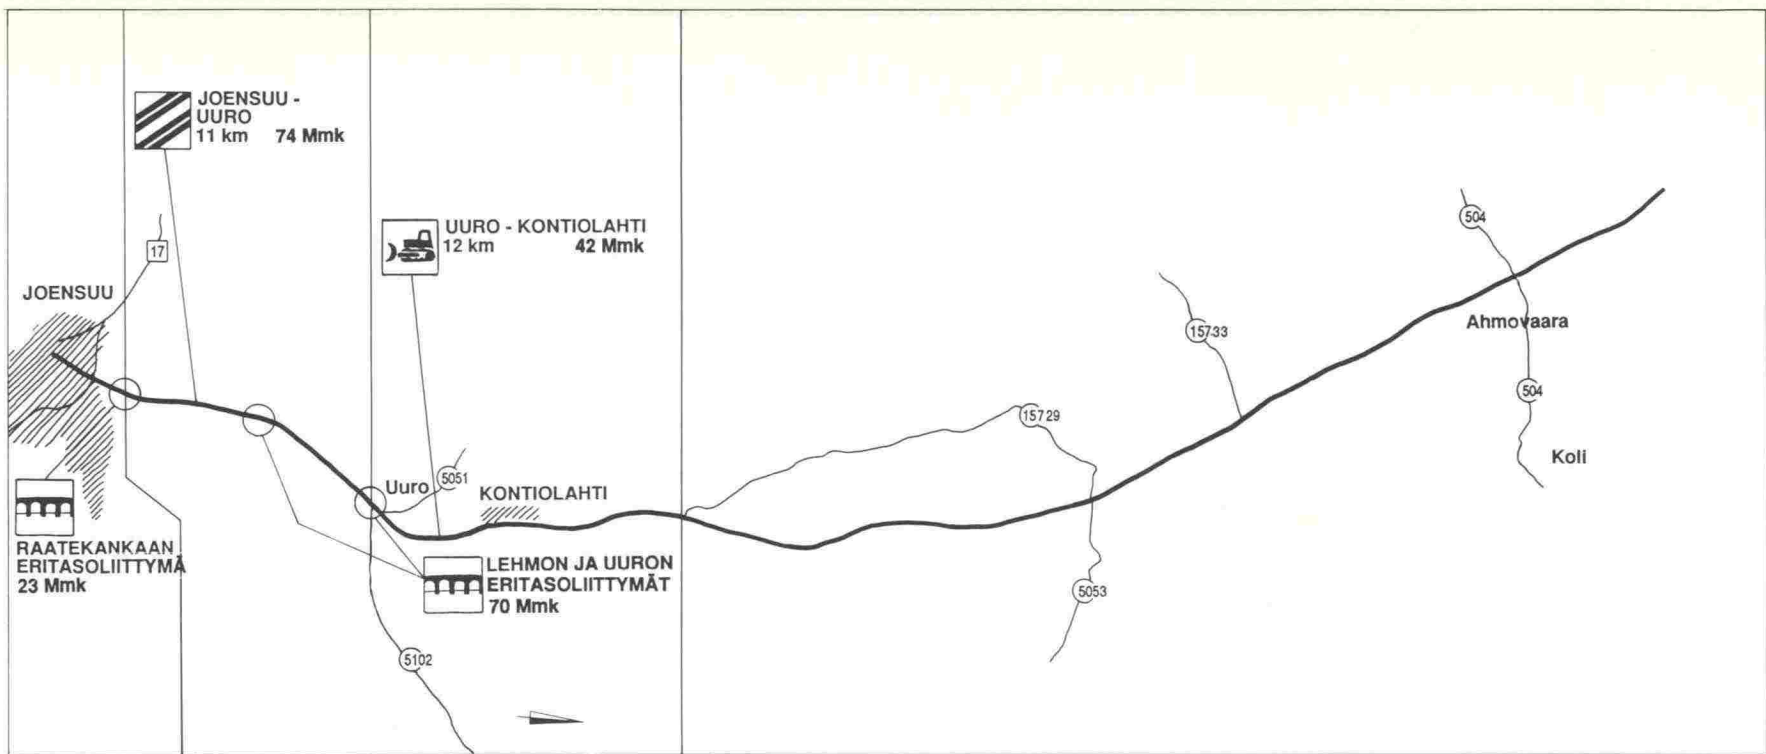 JOENSUU -
UURO
11 km 74 Mmk
UURO - KONTIOLAHTI
12 km 42 Mmk
504
17
JOENSUU
15733
Ahmovaara
504
15729
Koli
Uuro
5051
KONTIOLAHTI
RAATEKANKAAN
ERITASOLIITTYMÄ
23 Mmk
LEHMON JA UURON
ERITASOLIITTYMÄT
70 Mmk
5053
5102